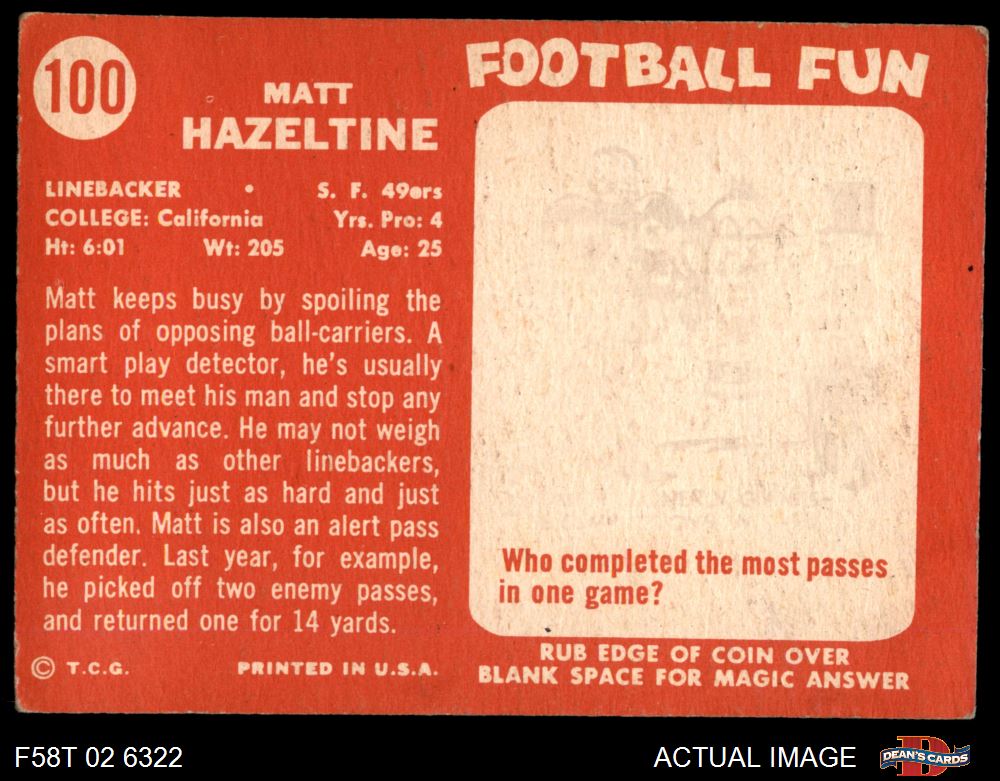 100
MATT
HAZELTINE
LINEBACKER • S. F. 49ers
COLLEGE: California Yrs. Pro: 4
Ht: 6:01 Wt: 205 Age: 25
Matt keeps busy by spoiling the
plans of opposing ball-carriers. A
smart play detector, he's usually
there to meet his man and stop any
further advance. He may not weigh
as much as other linebackers,
but he hits just as hard and just
as often. Matt is also an alert pass
defender. Last year, for example,
he picked off two enemy passes,
and returned one for 14 yards.
© T.C.G. PRINTED IN U.S.A.
FOOTBALL FUN
Who completed the most passes
in one game?
RUB EDGE OF COIN OVER
BLANK SPACE FOR MAGIC ANSWER
F58T 02 6322
ACTUAL IMAGE
DEAN'S CARDS